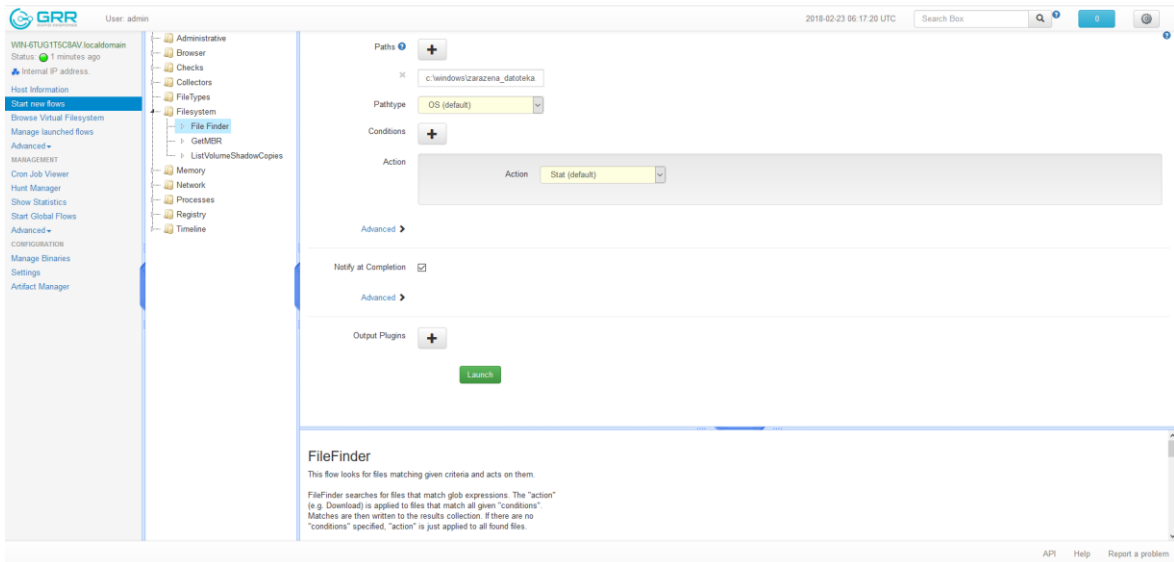 GRR
User: admin
2018-02-23 06:17:20 UTC
Search Box
0
WIN-6TUG1T5C8AV.localdomain
Status: 1 minutes ago
Internal IP address.
Host Information
Start new flows
Browse Virtual Filesystem
Manage launched flows
Advanced
MANAGEMENT
Cron Job Viewer
Hunt Manager
Show Statistics
Start Global Flows
Advanced
CONFIGURATION
Manage Binaries
Settings
Artifact Manager
Administrative
Browser
Checks
Collectors
FileTypes
Filesystem
File Finder
GetMBR
ListVolumeShadowCopies
Memory
Network
Processes
Registry
Timeline
Paths
c:\windows\zarazena_datoteka
Pathtype OS (default)
Conditions
Action
Action Stat (default)
Advanced
Notify at Completion
Advanced
Output Plugins
Launch
FileFinder
This flow looks for files matching given criteria and acts on them.
FileFinder searches for files that match glob expressions. The "action"
(e.g. Download) is applied to files that match all given "conditions".
Matches are then written to the results collection. If there are no
"conditions" specified, "action" is just applied to all found files.
API Help Report a problem